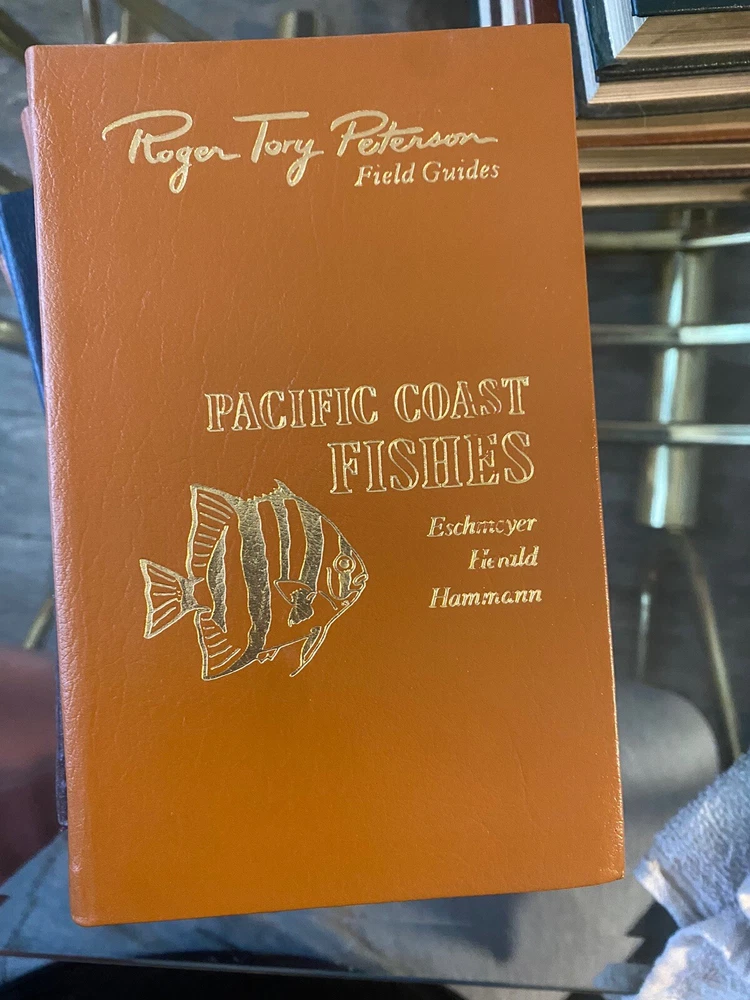 Roger Tory Peterson
Field Guides
PACIFIC COAST
FISHES
Eschmeyer
Herald
Hammann